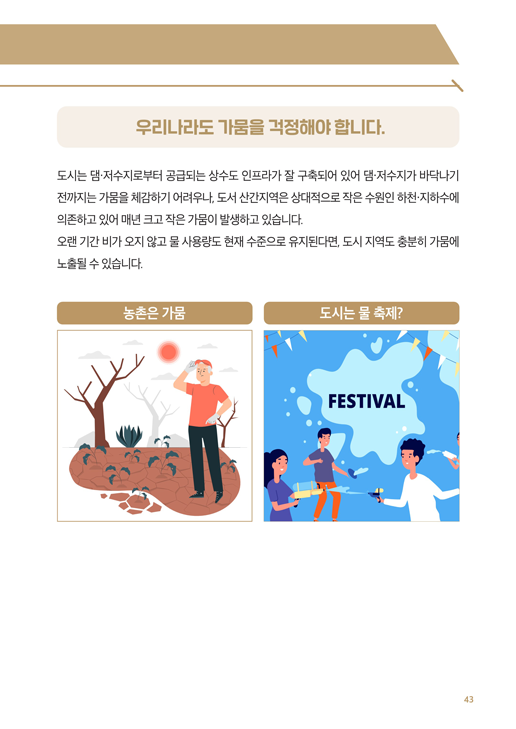 우리나라도 가뭄을 걱정해야 합니다.
도시는 댐·저수지로부터 공급되는 상수도 인프라가 잘 구축되어 있어 댐·저수지가 바닥나기
전까지는 가뭄을 체감하기 어려우나, 도서 산간지역은 상대적으로 작은 수원인 하천·지하수에
의존하고 있어 매년 크고 작은 가뭄이 발생하고 있습니다.
오랜 기간 비가 오지 않고 물 사용량도 현재 수준으로 유지된다면, 도시 지역도 충분히 가뭄에
노출될 수 있습니다.
농촌은 가뭄
도시는 물 축제?
FESTIVAL
43